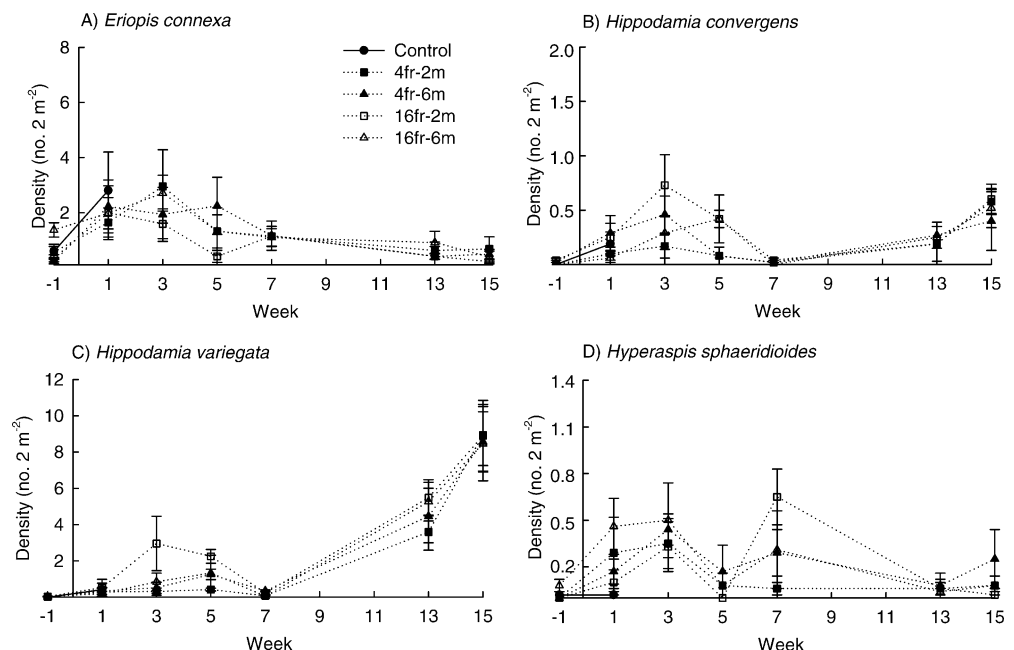 A) Eriopis connexa
8
6
4
2
Density (no. 2 m-2)
-1 1 3 5 7 9 11 13 15
Week
Control
4fr-2m
4fr-6m
16fr-2m
16fr-6m
B) Hippodamia convergens
2.0
1.5
1.0
0.5
Density (no. 2 m-2)
-1 1 3 5 7 9 11 13 15
Week
C) Hippodamia variegata
12
10
8
6
4
2
Density (no. 2 m-2)
-1 1 3 5 7 9 11 13 15
Week
D) Hyperaspis sphaeridioides
1.4
1.1
0.8
0.5
0.2
Density (no. 2 m-2)
-1 1 3 5 7 9 11 13 15
Week